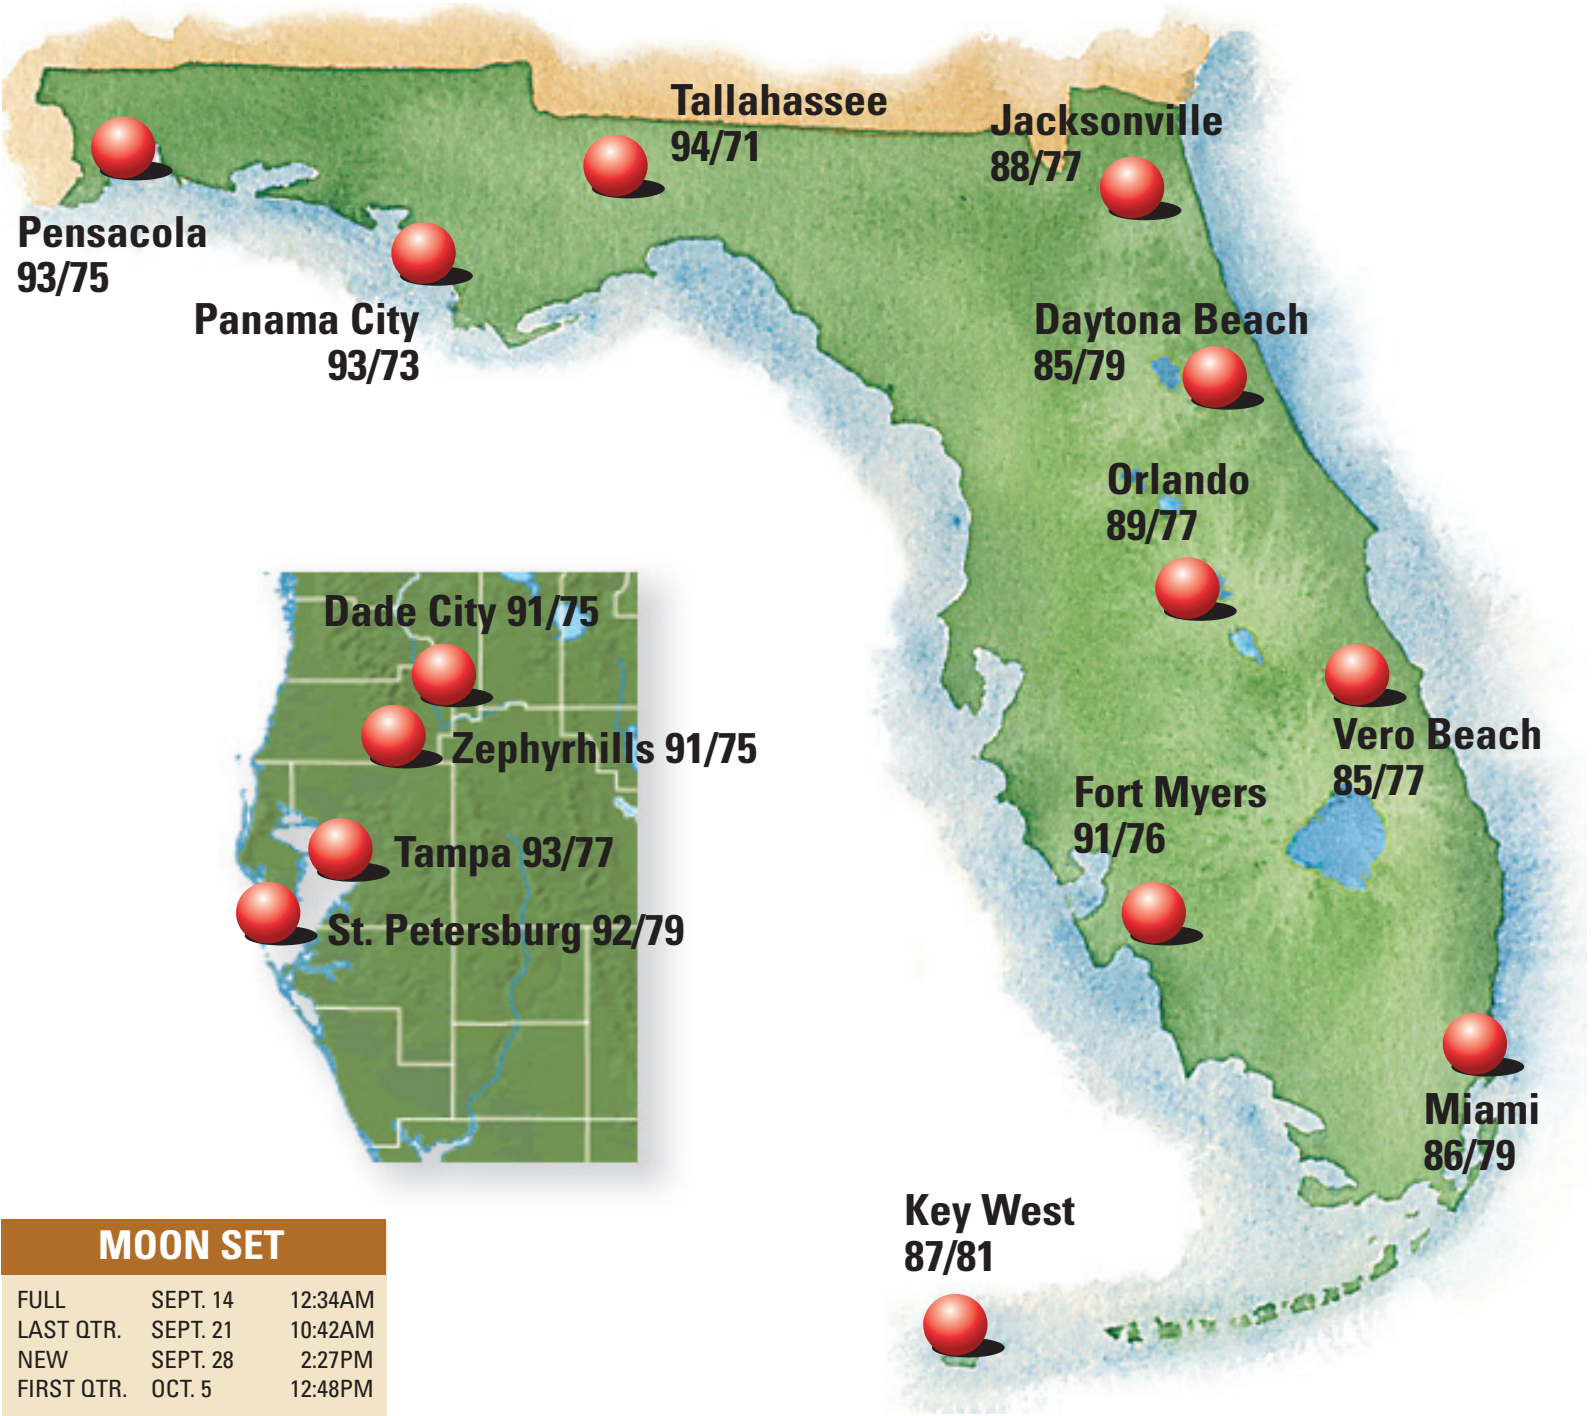 Tallahassee
94/71
Jacksonville
88/77
Pensacola
93/75
Panama City
93/73
Daytona Beach
85/79
Orlando
89/77
Dade City 91/75
Zephyrhills 91/75
Vero Beach
85/77
Fort Myers
91/76
Tampa 93/77
St. Petersburg 92/79
Miami
86/79
Key West
87/81
MOON SET
FULL SEPT. 14 12:34AM
LAST QTR. SEPT. 21 10:42AM
NEW SEPT. 28 2:27PM
FIRST QTR. OCT. 5 12:48PM